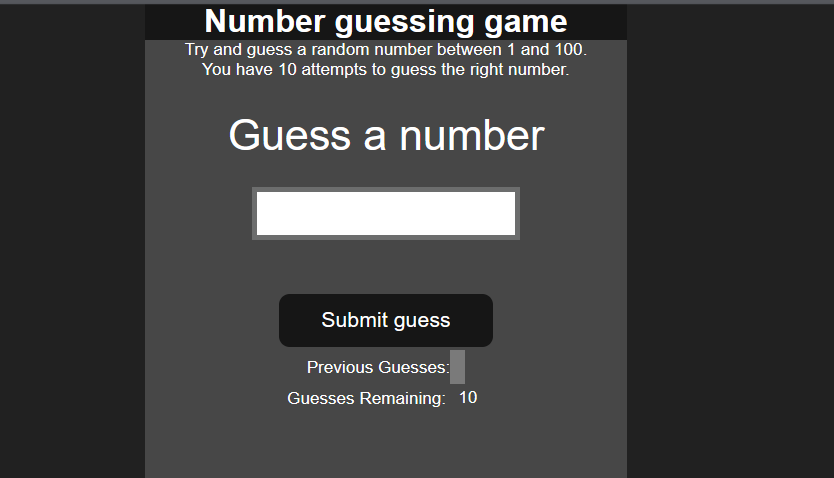 Number guessing game
Try and guess a random number between 1 and 100.
You have 10 attempts to guess the right number.
Guess a number
Submit guess
Previous Guesses:
Guesses Remaining: 10